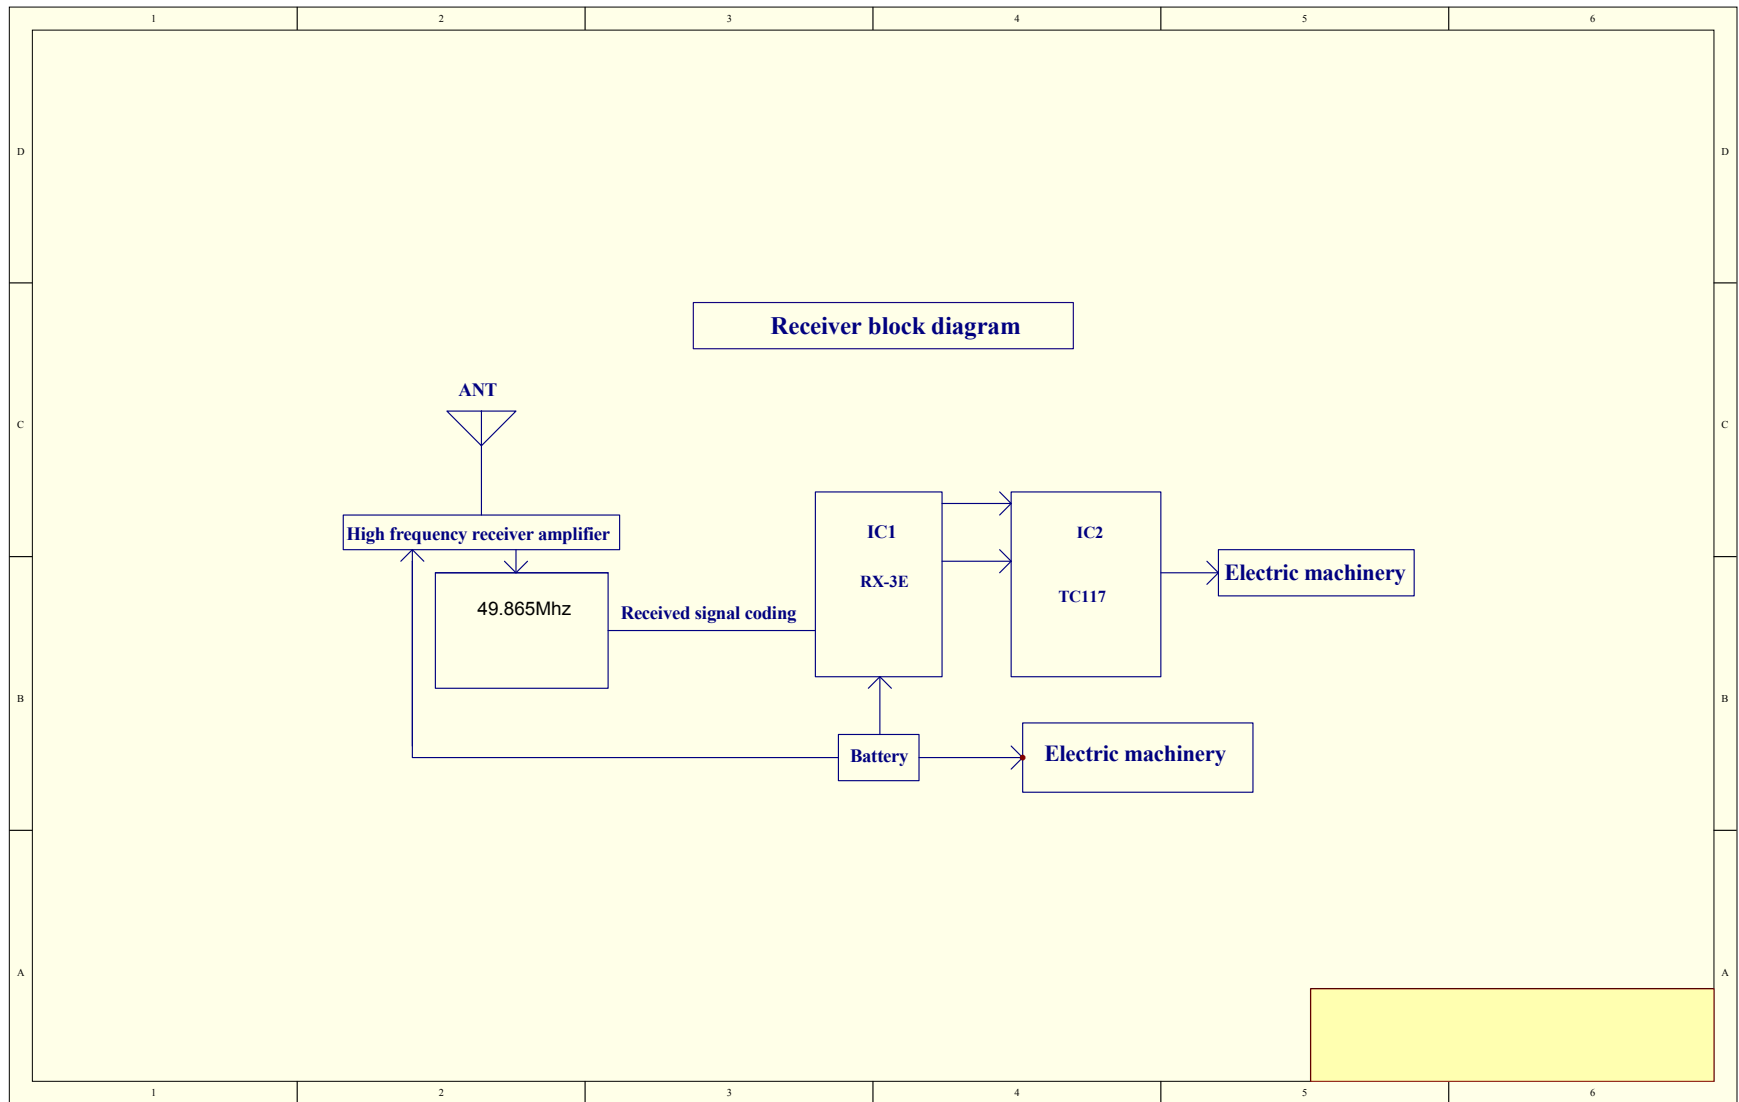 1 2 3 4 5 6
D D
Receiver block diagram
ANT
C C
High frequency receiver amplifier
IC1 IC2
RX-3E TC117
Electric machinery
49.865Mhz
Received signal coding
B B
Battery
Electric machinery
A A
1 2 3 4 5 6